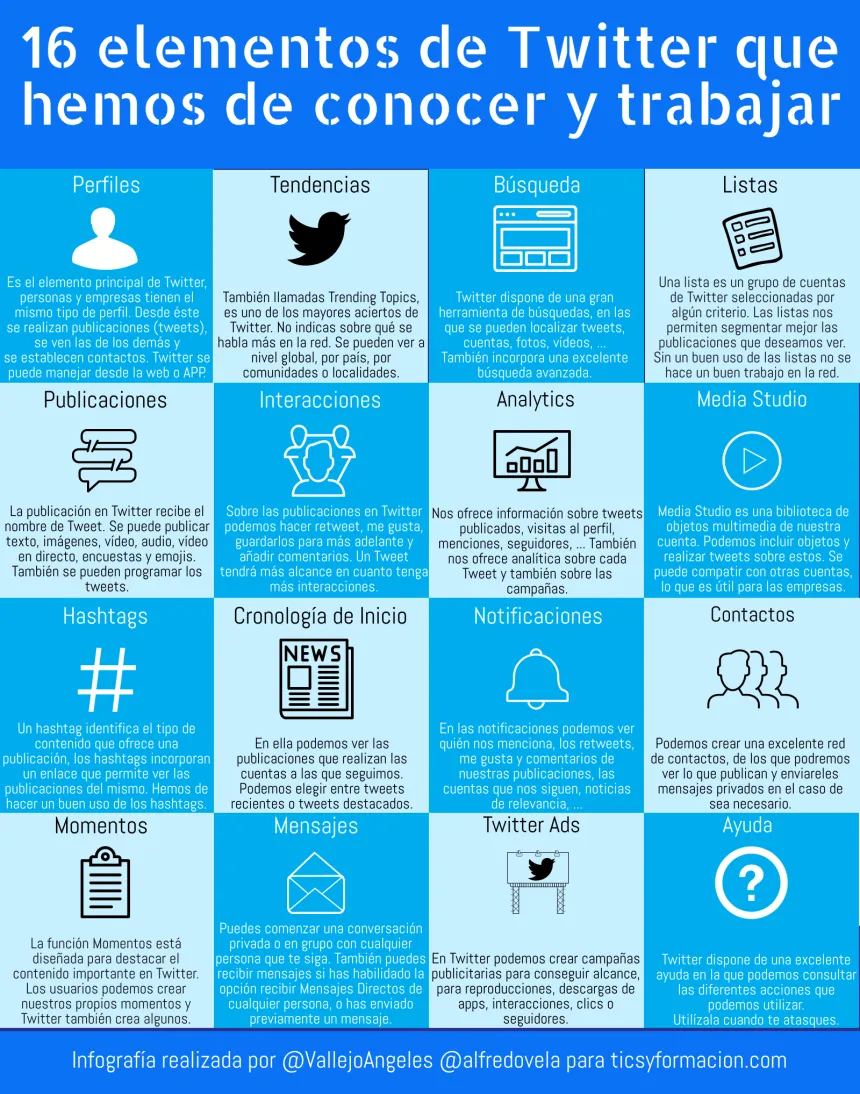 16 elementos de Twitter que
hemos de conocer y trabajar
Perfiles
Es el elemento principal de Twitter,
personas y empresas tienen el
mismo tipo de perfil. Desde éste
se realizan publicaciones (tweets),
se ven las de los demás y
se establecen contactos. Twitter se
puede manejar desde la web o APP.
Tendencias
También llamadas Trending Topics,
es uno de los mayores aciertos de
Twitter. No indicas sobre qué se
habla más en la red. Se pueden ver a
nivel global, por país, por
comunidades o localidades.
Búsqueda
Twitter dispone de una gran
herramienta de búsquedas, en las
que se pueden localizar tweets,
cuentas, fotos, vídeos, ...
También incorpora una excelente
búsqueda avanzada.
Listas
Una lista es un grupo de cuentas
de Twitter seleccionadas por
algún criterio. Las listas nos
permiten segmentar mejor las
publicaciones que deseamos ver.
Sin un buen uso de las listas no se
hace un buen trabajo en la red.
Publicaciones
La publicación en Twitter recibe el
nombre de Tweet. Se puede publicar
texto, imágenes, vídeo, audio, vídeo
en directo, encuestas y emojis.
También se pueden programar los
tweets.
Interacciones
Sobre las publicaciones en Twitter
podemos hacer retweet, me gusta,
guardarlos para más adelante y
añadir comentarios. Un Tweet
tendrá más alcance en cuanto tenga
más interacciones.
Analytics
Nos ofrece información sobre tweets
publicados, visitas al perfil,
menciones, seguidores, ... También
nos ofrece analítica sobre cada
Tweet y también sobre las
campañas.
Media Studio
Media Studio es una biblioteca de
objetos multimedia de nuestra
cuenta. Podemos incluir objetos y
realizar tweets sobre estos. Se
puede compatir con otras cuentas,
lo que es útil para las empresas.
Hashtags
#
Un hashtag identifica el tipo de
contenido que ofrece una
publicación, los hashtags incorporan
un enlace que permite ver las
publicaciones del mismo. Hemos de
hacer un buen uso de los hashtags.
Cronología de Inicio
NEWS
En ella podemos ver las
publicaciones que realizan las
cuentas a las que seguimos.
Podemos elegir entre tweets
recientes o tweets destacados.
Notificaciones
En las notificaciones podemos ver
quién nos menciona, los retweets,
me gusta y comentarios de
nuestras publicaciones, las
cuentas que nos siguen, noticias
de relevancia, ...
Contactos
Podemos crear una excelente red
de contactos, de los que podremos
ver lo que publican y enviareles
mensajes privados en el caso de
sea necesario.
Momentos
La función Momentos está
diseñada para destacar el
contenido importante en Twitter.
Los usuarios podemos crear
nuestros propios momentos y
Twitter también crea algunos.
Mensajes
Puedes comenzar una conversación
privada o en grupo con cualquier
persona que te siga. También puedes
recibir mensajes si has habilidado la
opción recibir Mensajes Directos de
cualquier persona, o has enviado
previamente un mensaje.
Twitter Ads
En Twitter podemos crear campañas
publicitarias para conseguir alcance,
para reproducciones, descargas de
apps, interacciones, clics o
seguidores.
Ayuda
?
Twitter dispone de una excelente
ayuda en la que podemos consultar
las diferentes acciones que
podemos utilizar.
Utilízala cuando te atasques.
Infografía realizada por @VallejoAngeles @alfredovela para ticsyformacion.com